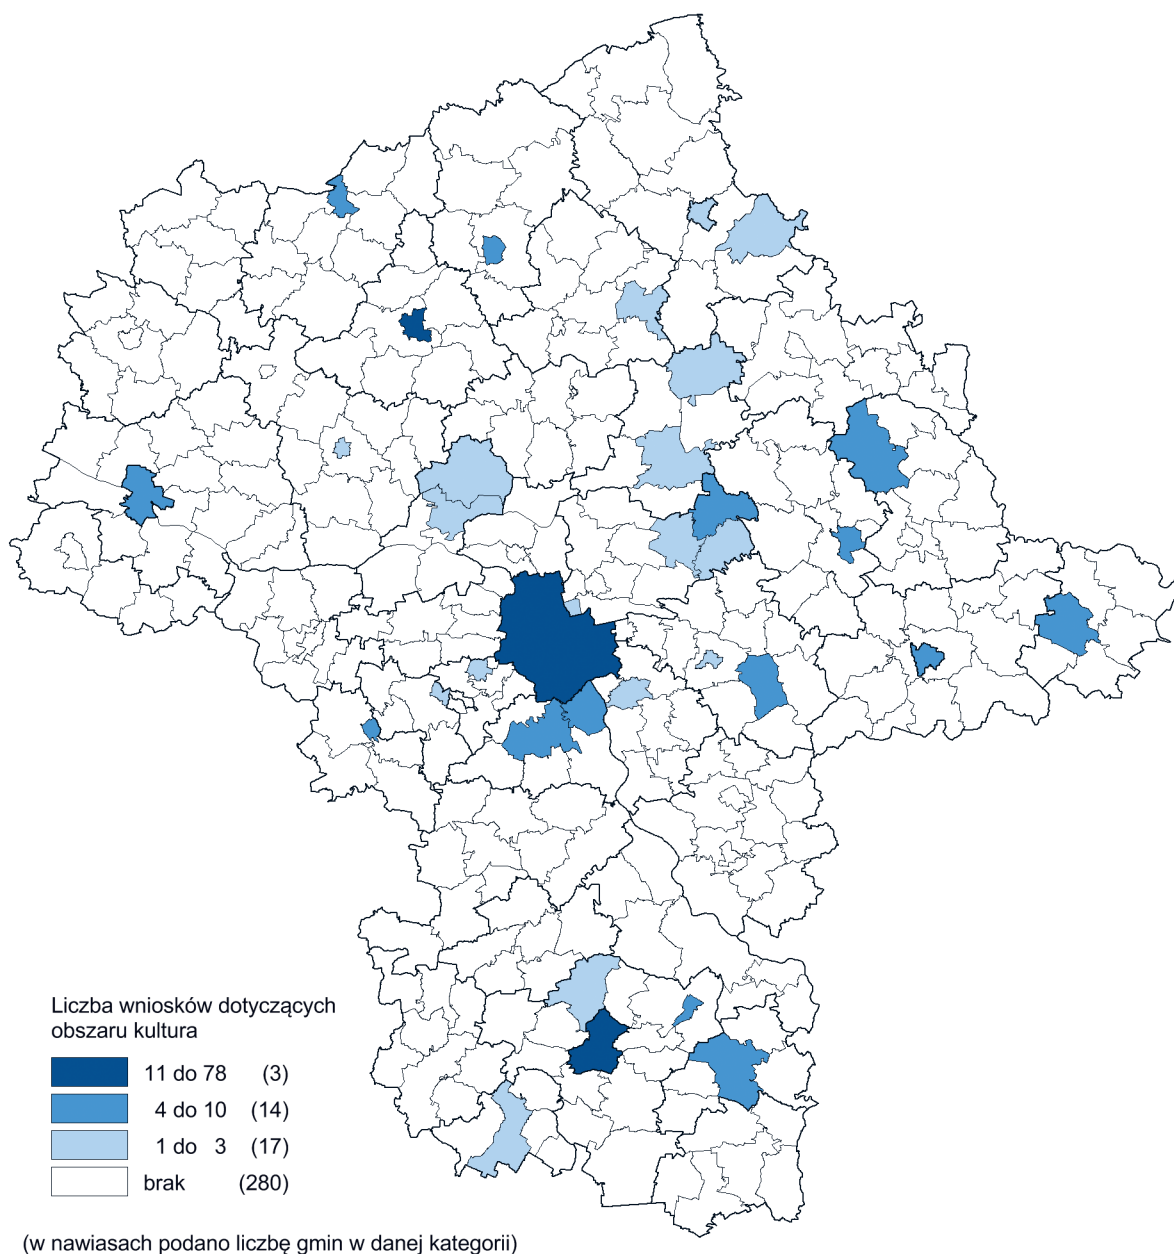 Liczba wniosków dotyczących
obszaru kultura
11 do 78 (3)
4 do 10 (14)
1 do 3 (17)
brak (280)
(w nawiasach podano liczbę gmin w danej kategorii)